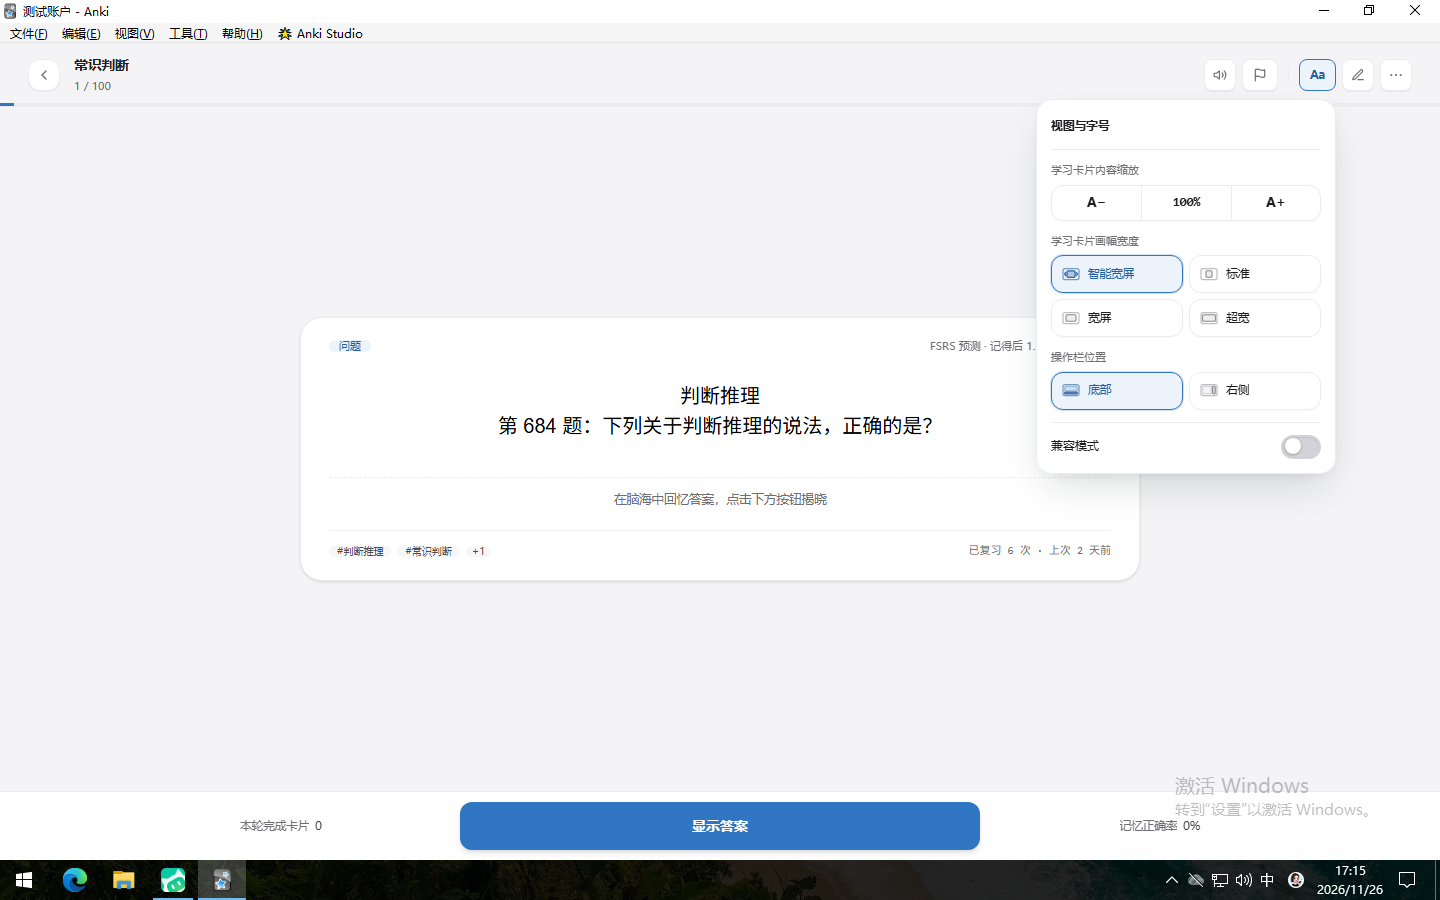 测试账户 - Anki
文件(F) 编辑(E) 视图(V) 工具(T) 帮助(H) Anki Studio
常识判断
1 / 100
Aa
视图与字号
学习卡片内容缩放
A− 100% A+
学习卡片画幅宽度
智能宽屏 标准
宽屏 超宽
操作栏位置
底部 右侧
兼容模式
问题 FSRS 预测 · 记得后 1.
判断推理
第 684 题：下列关于判断推理的说法，正确的是？
在脑海中回忆答案，点击下方按钮揭晓
#判断推理 #常识判断 +1 已复习 6 次 · 上次 2 天前
激活 Windows
转到"设置"以激活 Windows。
本轮完成卡片 0 显示答案 记忆正确率 0%
中 17:15
2026/11/26